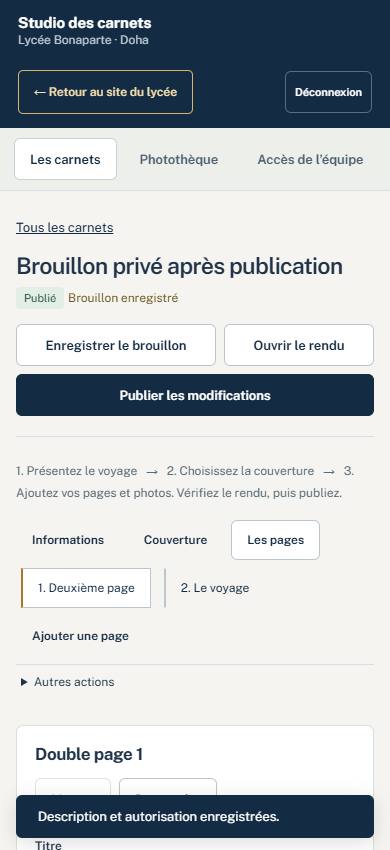 Studio des carnets
Lycée Bonaparte · Doha
← Retour au site du lycée
Déconnexion
Les carnets
Photothèque
Accès de l'équipe
Tous les carnets
Brouillon privé après publication
Publié Brouillon enregistré
Enregistrer le brouillon
Ouvrir le rendu
Publier les modifications
1. Présentez le voyage → 2. Choisissez la couverture → 3.
Ajoutez vos pages et photos. Vérifiez le rendu, puis publiez.
Informations
Couverture
Les pages
1. Deuxième page
2. Le voyage
Ajouter une page
▶ Autres actions
Double page 1
Description et autorisation enregistrées.
Titre